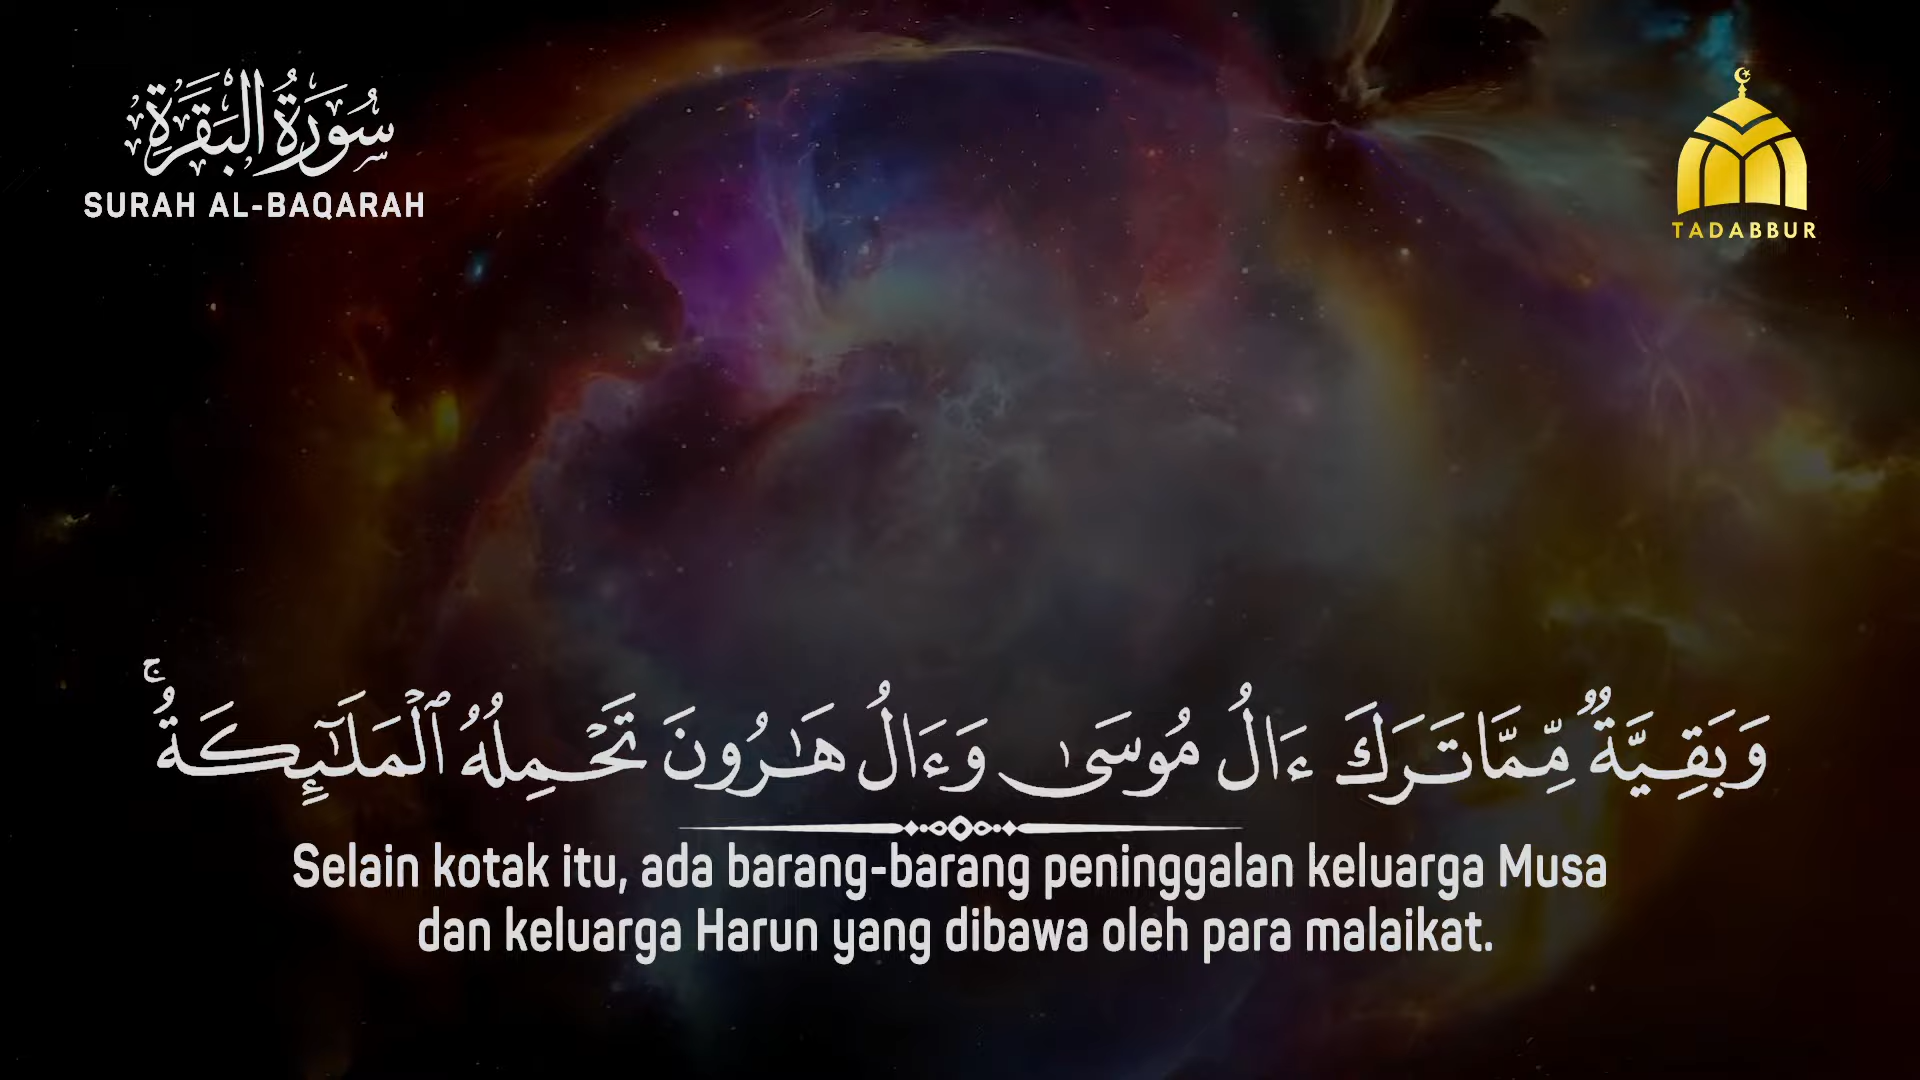 سُورَةُ الْبَقَرَةِ
SURAH AL-BAQARAH
TADABBUR
وَبَقِيَّةٌ مِّمَّا تَرَكَ ءَالُ مُوسَىٰ وَءَالُ هَـٰرُونَ تَحْمِلُهُ ٱلْمَلَـٰٓئِكَةُ ۚ
Selain kotak itu, ada barang-barang peninggalan keluarga Musa
dan keluarga Harun yang dibawa oleh para malaikat.